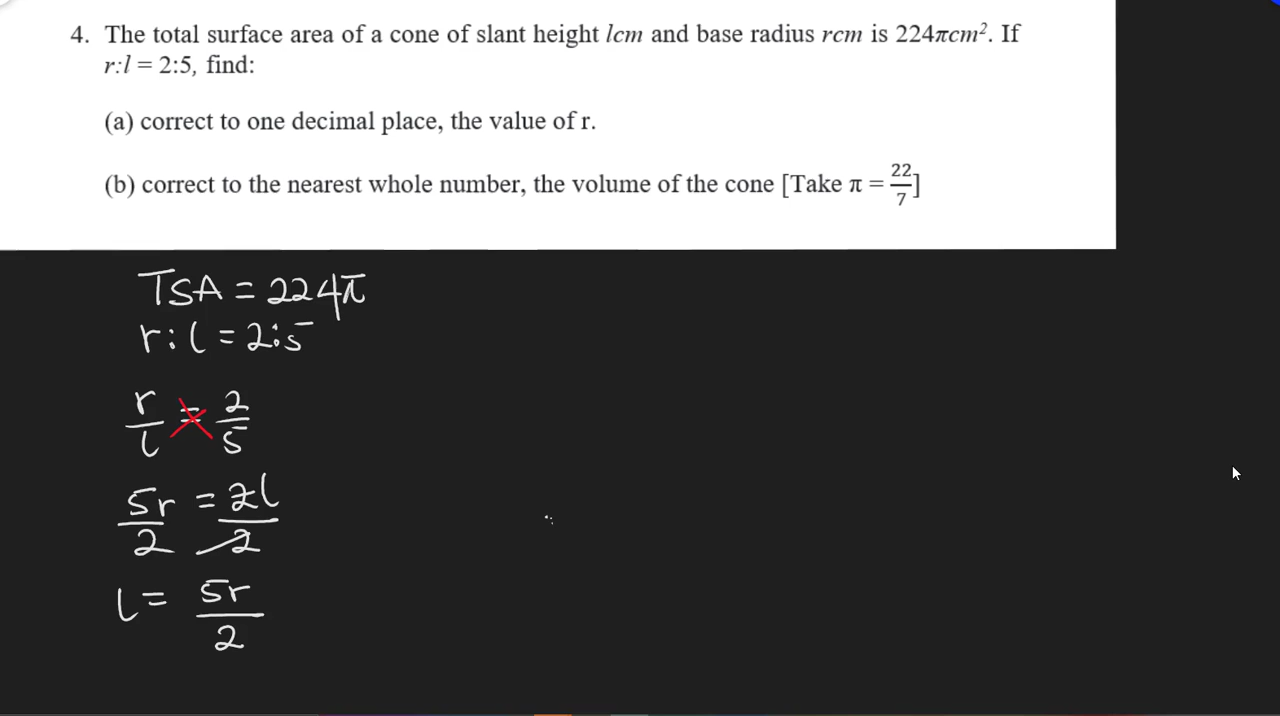 4. The total surface area of a cone of slant height lcm and base radius rcm is 224πcm². If
r:l = 2:5, find:
(a) correct to one decimal place, the value of r.
(b) correct to the nearest whole number, the volume of the cone [Take π = 22/7]
TSA = 224π
r:l = 2:5
r/l = 2/5
5r/2 = 2l/2
l = 5r/2